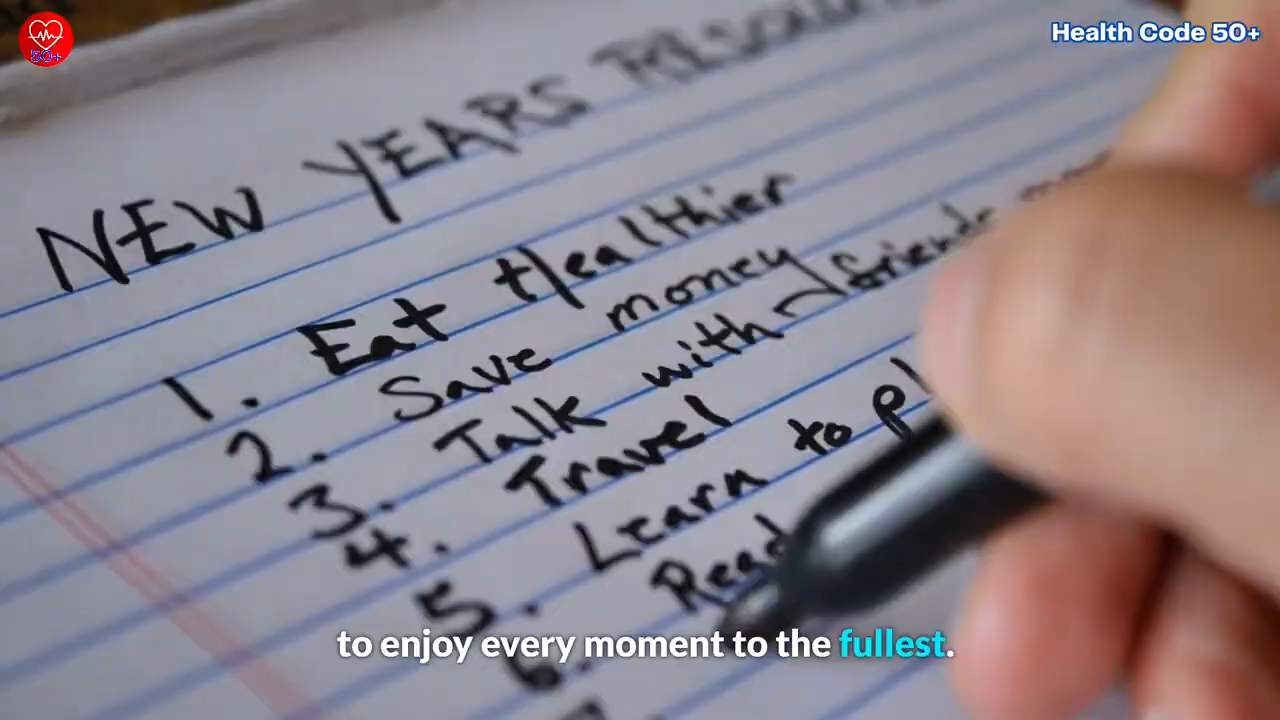 50+
Health Code 50+
NEW YEARS
1. Eat Healthier
2. Save money
3. Talk with friends
4. Travel
5. Learn to
6. Read
to enjoy every moment to the fullest.